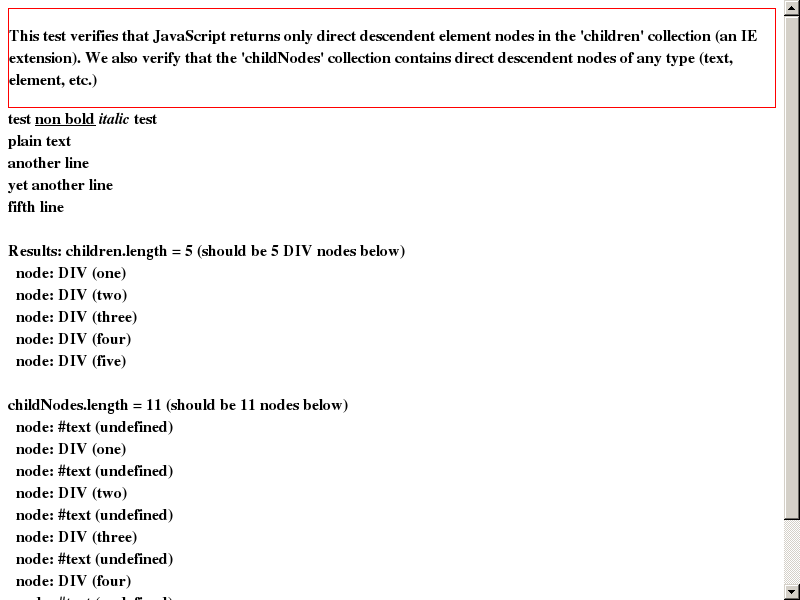 This test verifies that JavaScript returns only direct descendent element nodes in the 'children' collection (an IE
extension). We also verify that the 'childNodes' collection contains direct descendent nodes of any type (text,
element, etc.)
test non bold italic test
plain text
another line
yet another line
fifth line
Results: children.length = 5 (should be 5 DIV nodes below)
node: DIV (one)
node: DIV (two)
node: DIV (three)
node: DIV (four)
node: DIV (five)
childNodes.length = 11 (should be 11 nodes below)
node: #text (undefined)
node: DIV (one)
node: #text (undefined)
node: DIV (two)
node: #text (undefined)
node: DIV (three)
node: #text (undefined)
node: DIV (four)